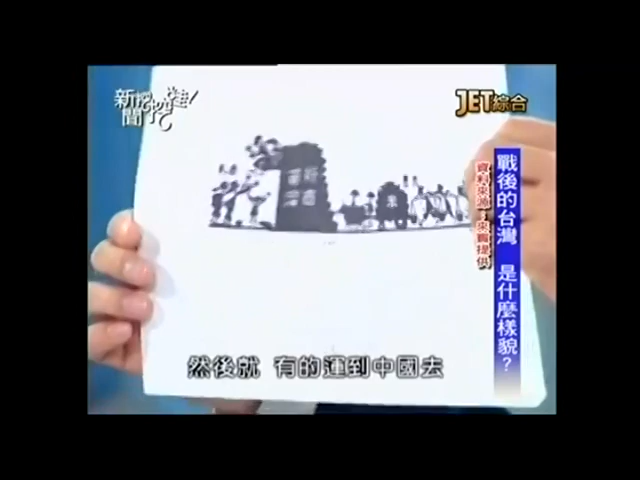 新聞挖挖哇!
JET綜合
戰後的台灣 是什麼樣貌?
資料來源:來賓提供
米
然後就 有的運到中國去